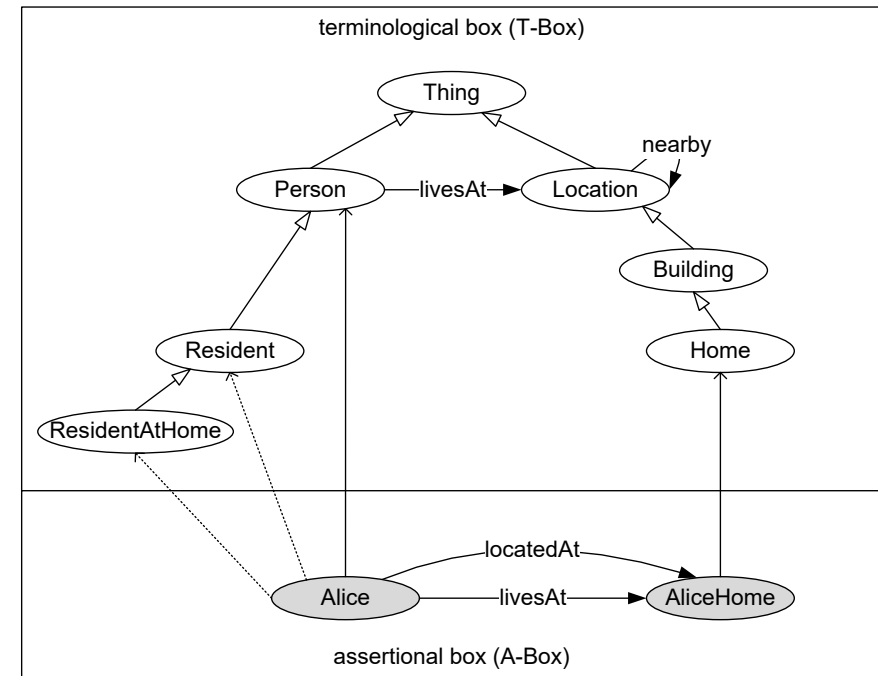 terminological box (T-Box)
Thing
nearby
Person
livesAt
Location
Building
Resident
Home
ResidentAtHome
locatedAt
Alice
livesAt
AliceHome
assertional box (A-Box)